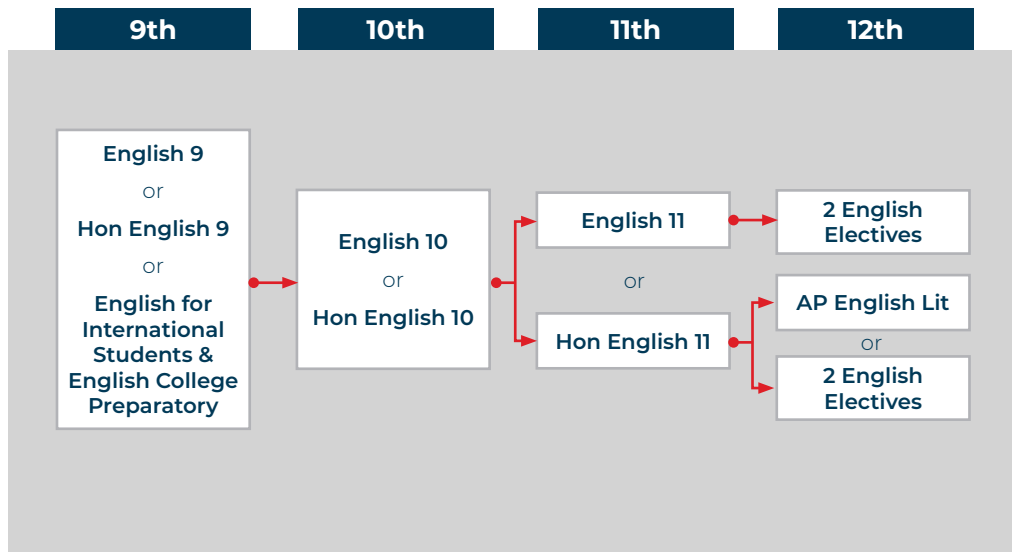 9th
10th
11th
12th
English 9
or
Hon English 9
or
English for
International
Students &
English College
Preparatory
English 10
or
Hon English 10
English 11
or
Hon English 11
2 English
Electives
AP English Lit
or
2 English
Electives